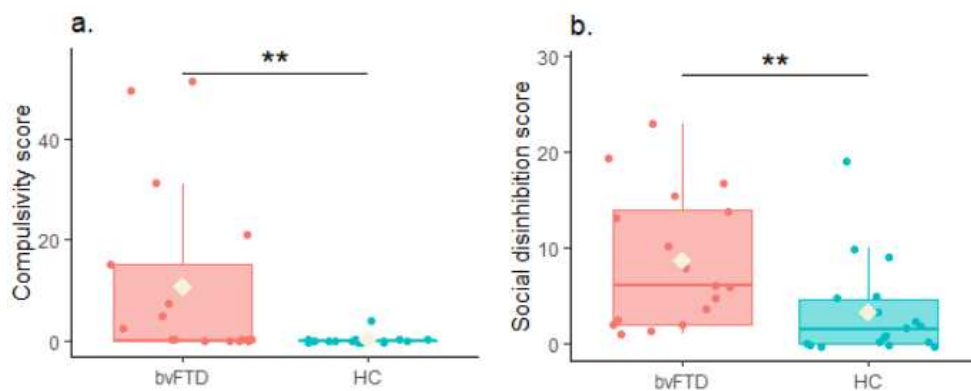 a.
**
Compulsivity score
40
20
0
bvFTD
HC
b.
**
Social disinhibition score
30
20
10
0
bvFTD
HC